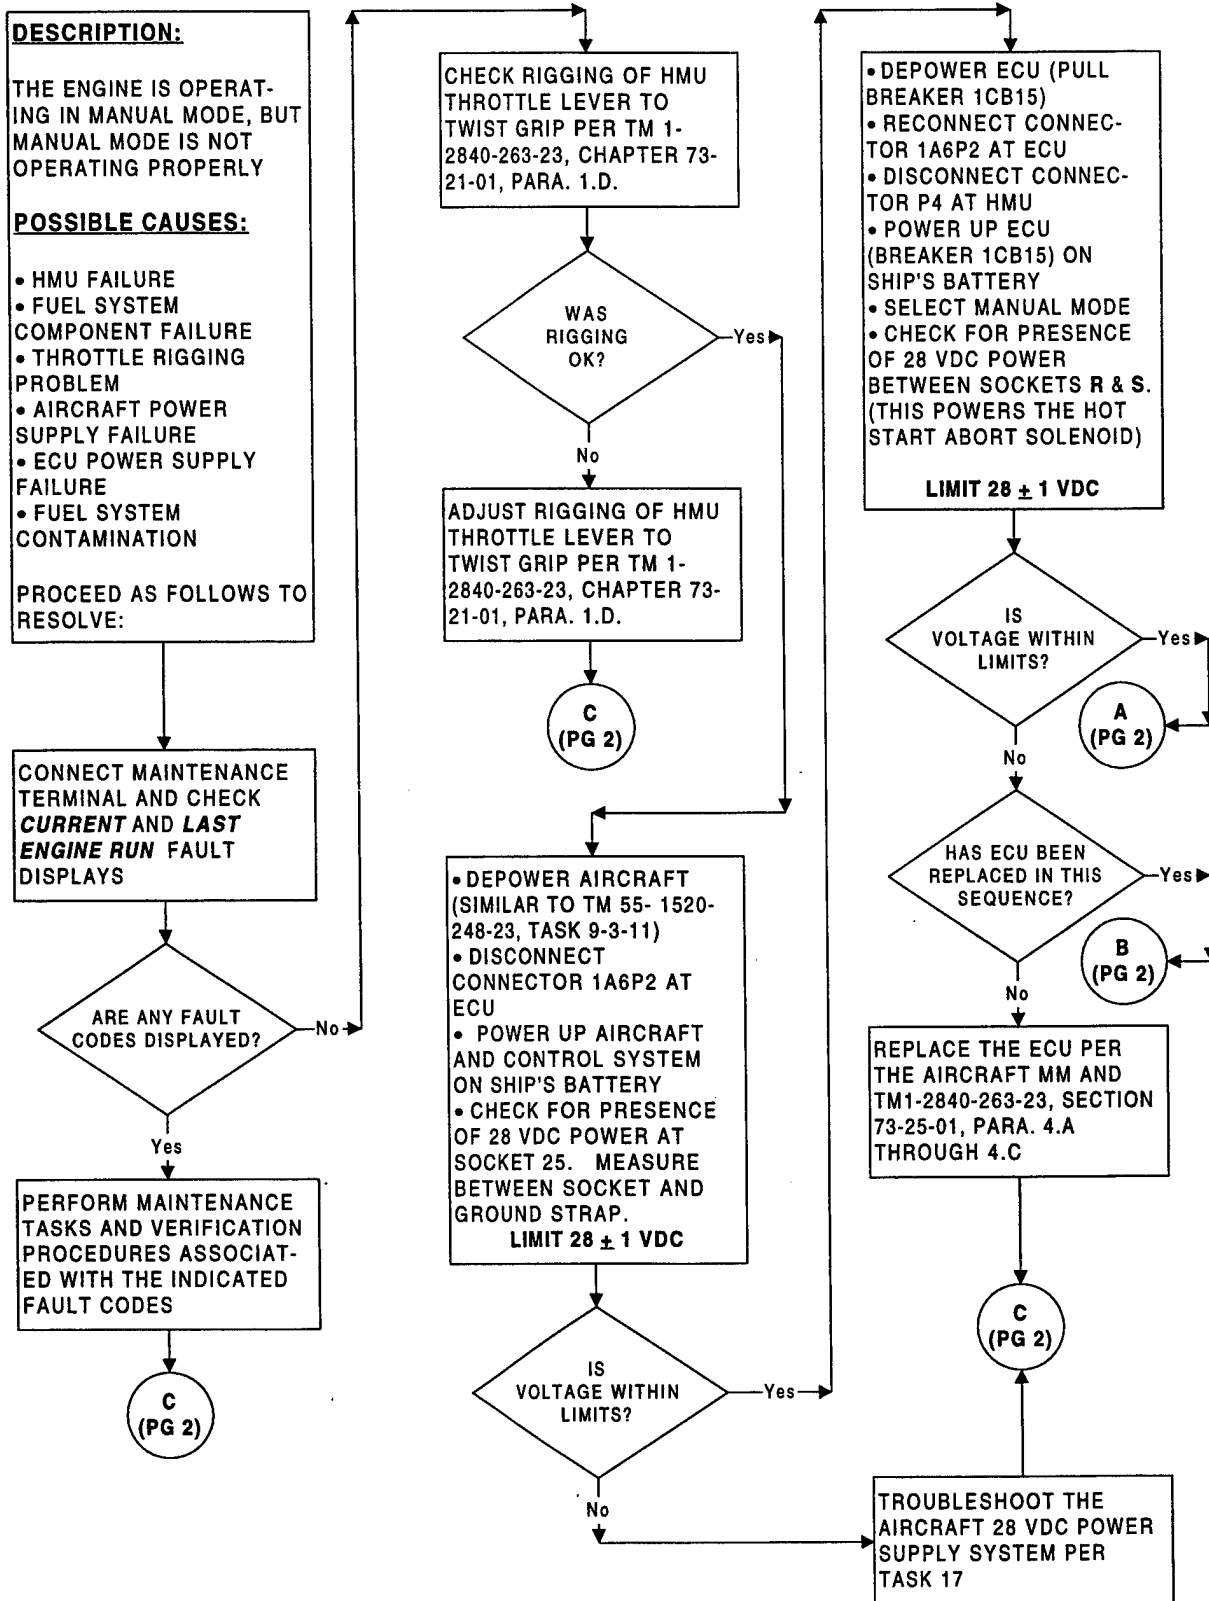 DESCRIPTION:
THE ENGINE IS OPERAT-
ING IN MANUAL MODE, BUT
MANUAL MODE IS NOT
OPERATING PROPERLY
POSSIBLE CAUSES:
• HMU FAILURE
• FUEL SYSTEM
COMPONENT FAILURE
• THROTTLE RIGGING
PROBLEM
• AIRCRAFT POWER
SUPPLY FAILURE
• ECU POWER SUPPLY
FAILURE
• FUEL SYSTEM
CONTAMINATION
PROCEED AS FOLLOWS TO
RESOLVE:
CONNECT MAINTENANCE
TERMINAL AND CHECK
CURRENT AND LAST
ENGINE RUN FAULT
DISPLAYS
ARE ANY FAULT
CODES DISPLAYED?
No
Yes
PERFORM MAINTENANCE
TASKS AND VERIFICATION
PROCEDURES ASSOCIAT-
ED WITH THE INDICATED
FAULT CODES
C
(PG 2)
CHECK RIGGING OF HMU
THROTTLE LEVER TO
TWIST GRIP PER TM 1-
2840-263-23, CHAPTER 73-
21-01, PARA. 1.D.
WAS
RIGGING
OK?
Yes
No
ADJUST RIGGING OF HMU
THROTTLE LEVER TO
TWIST GRIP PER TM 1-
2840-263-23, CHAPTER 73-
21-01, PARA. 1.D.
C
(PG 2)
• DEPOWER AIRCRAFT
(SIMILAR TO TM 55- 1520-
248-23, TASK 9-3-11)
• DISCONNECT
CONNECTOR 1A6P2 AT
ECU
• POWER UP AIRCRAFT
AND CONTROL SYSTEM
ON SHIP'S BATTERY
• CHECK FOR PRESENCE
OF 28 VDC POWER AT
SOCKET 25. MEASURE
BETWEEN SOCKET AND
GROUND STRAP.
LIMIT 28 ± 1 VDC
IS
VOLTAGE WITHIN
LIMITS?
Yes
No
• DEPOWER ECU (PULL
BREAKER 1CB15)
• RECONNECT CONNEC-
TOR 1A6P2 AT ECU
• DISCONNECT CONNEC-
TOR P4 AT HMU
• POWER UP ECU
(BREAKER 1CB15) ON
SHIP'S BATTERY
• SELECT MANUAL MODE
• CHECK FOR PRESENCE
OF 28 VDC POWER
BETWEEN SOCKETS R & S.
(THIS POWERS THE HOT
START ABORT SOLENOID)
LIMIT 28 ± 1 VDC
IS
VOLTAGE WITHIN
LIMITS?
Yes
A
(PG 2)
No
HAS ECU BEEN
REPLACED IN THIS
SEQUENCE?
Yes
B
(PG 2)
No
REPLACE THE ECU PER
THE AIRCRAFT MM AND
TM1-2840-263-23, SECTION
73-25-01, PARA. 4.A
THROUGH 4.C
C
(PG 2)
TROUBLESHOOT THE
AIRCRAFT 28 VDC POWER
SUPPLY SYSTEM PER
TASK 17